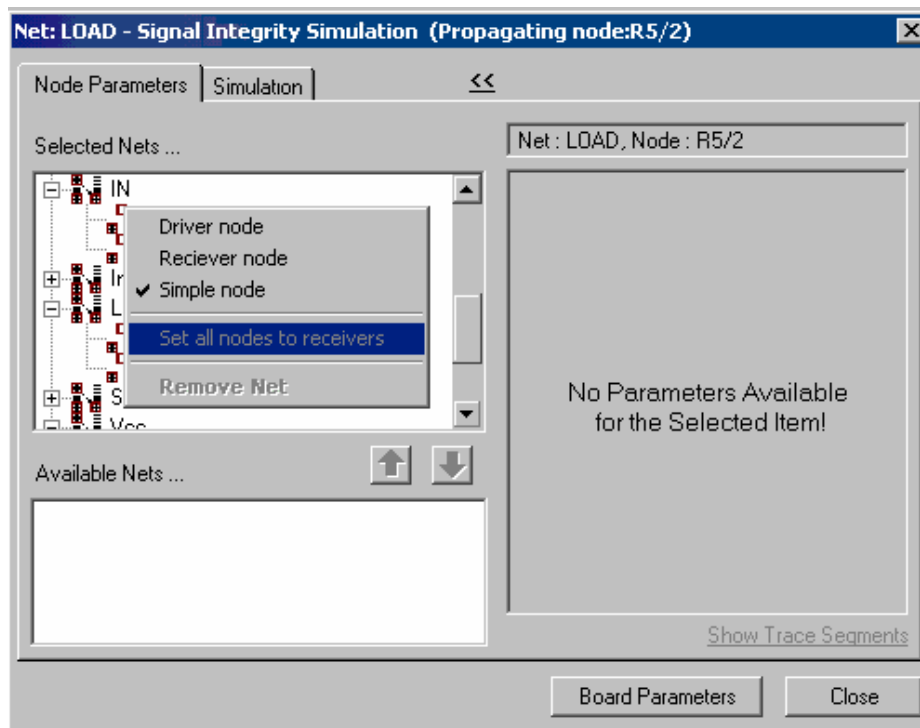 Net: LOAD - Signal Integrity Simulation (Propagating node:R5/2)
Node Parameters
Simulation
<<
Selected Nets ...
Net : LOAD, Node : R5/2
IN
Driver node
Reciever node
Simple node
Set all nodes to receivers
Remove Net
S
Vcc
No Parameters Available
for the Selected Item!
Available Nets ...
Show Trace Segments
Board Parameters
Close